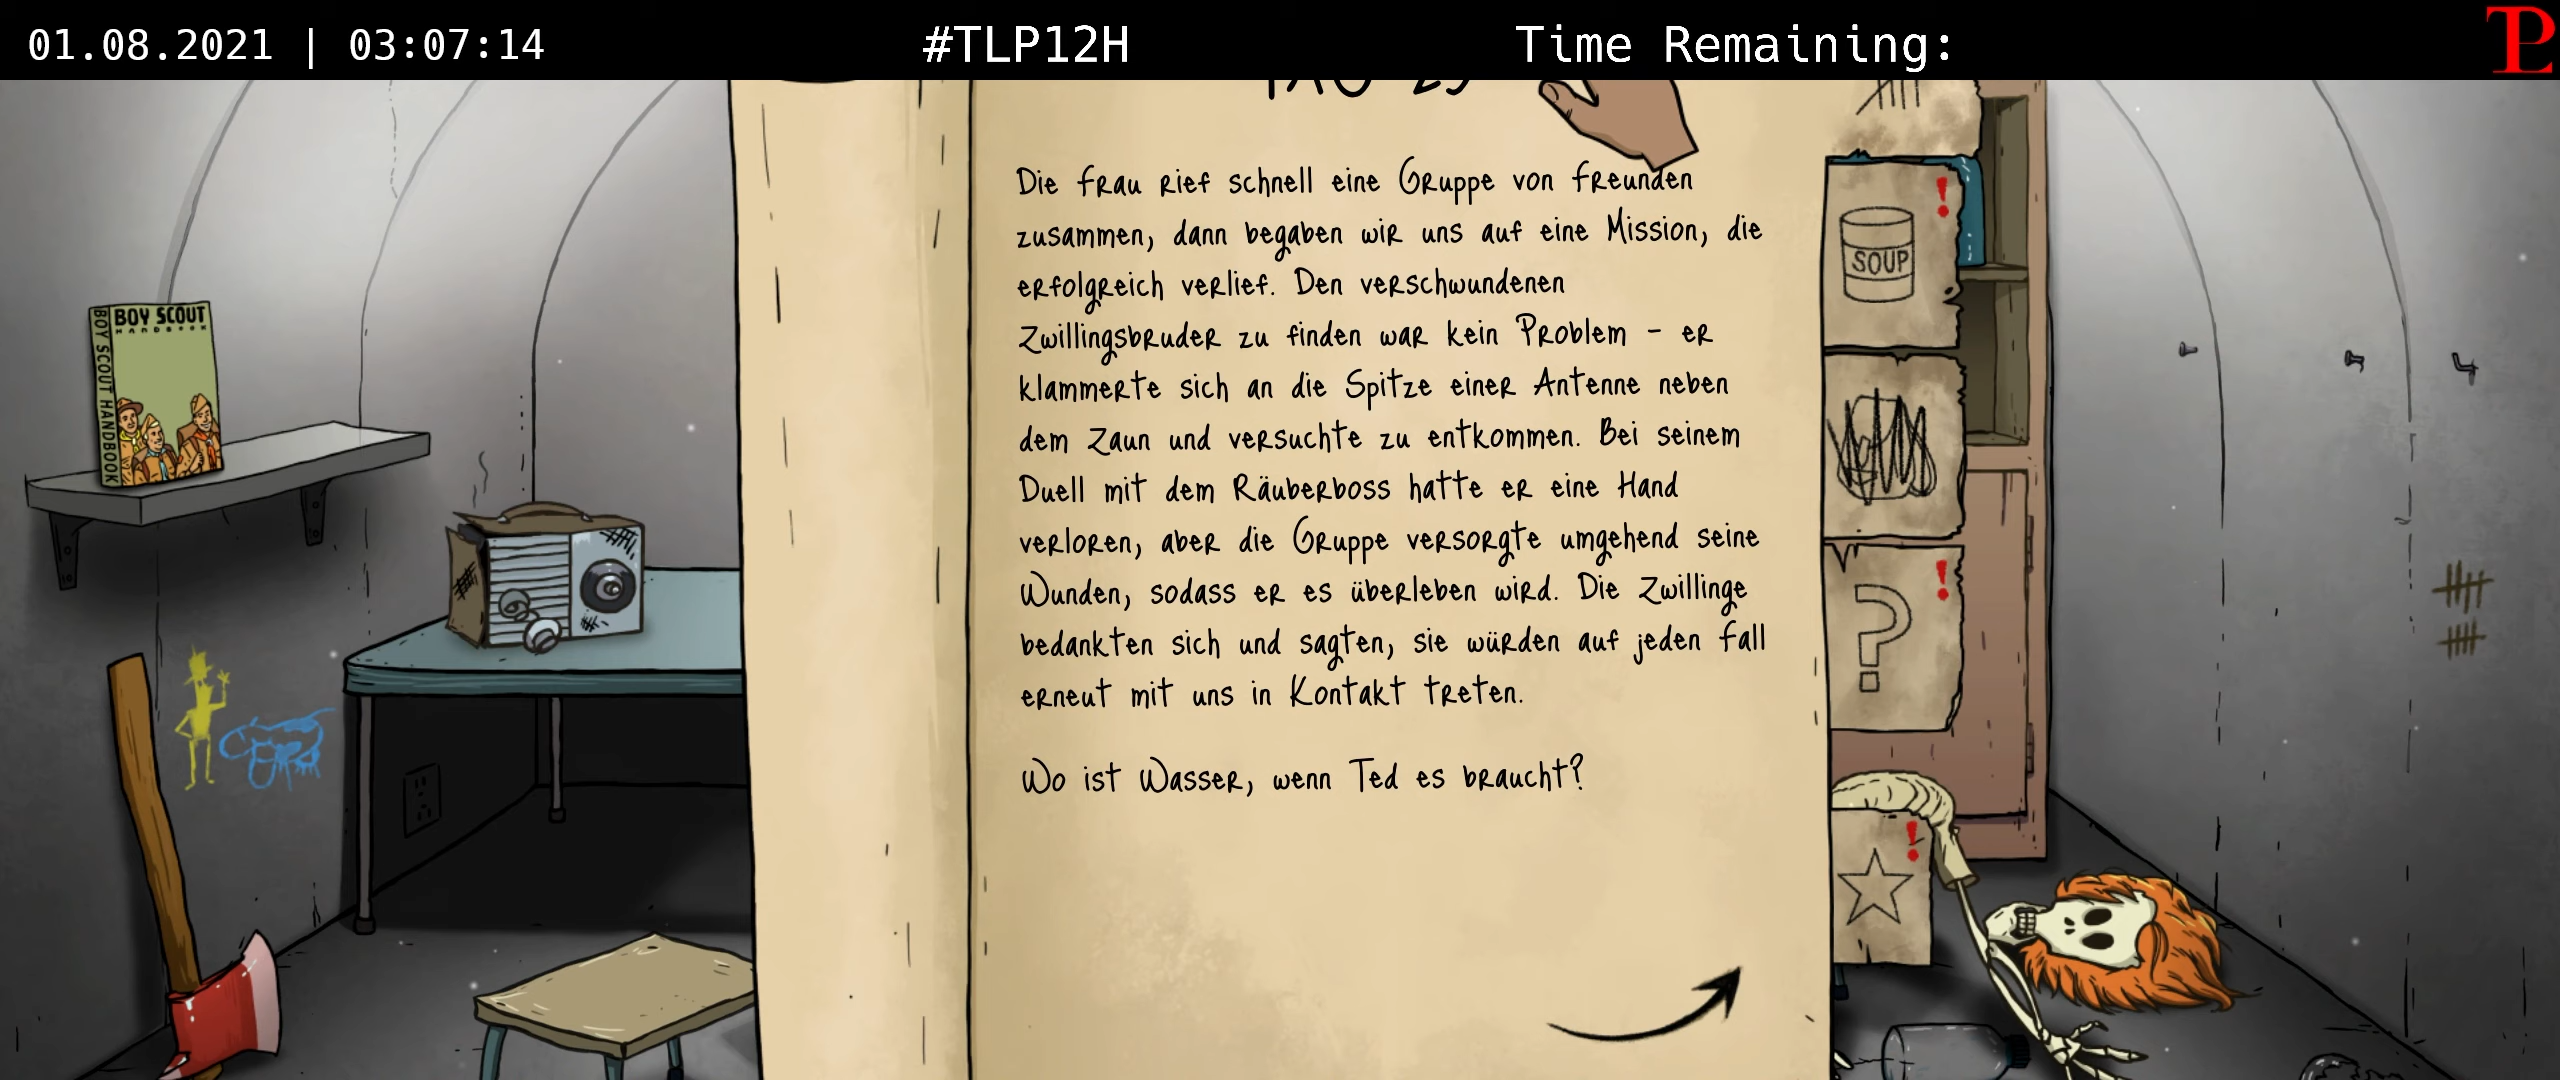 01.08.2021 | 03:07:14
#TLP12H
Time Remaining:
TAG 23
Die Frau rief schnell eine Gruppe von Freunden
zusammen, dann begaben wir uns auf eine Mission, die
erfolgreich verlief. Den verschwundenen
Zwillingsbruder zu finden war kein Problem - er
klammerte sich an die Spitze einer Antenne neben
dem Zaun und versuchte zu entkommen. Bei seinem
Duell mit dem Räuberboss hatte er eine Hand
verloren, aber die Gruppe versorgte umgehend seine
Wunden, sodass er es überleben wird. Die Zwillinge
bedankten sich und sagten, sie würden auf jeden Fall
erneut mit uns in Kontakt treten.
Wo ist Wasser, wenn Ted es braucht?
BOY SCOUT
HANDBOOK
BOY SCOUT HANDBOOK
!
SOUP
!
?
!